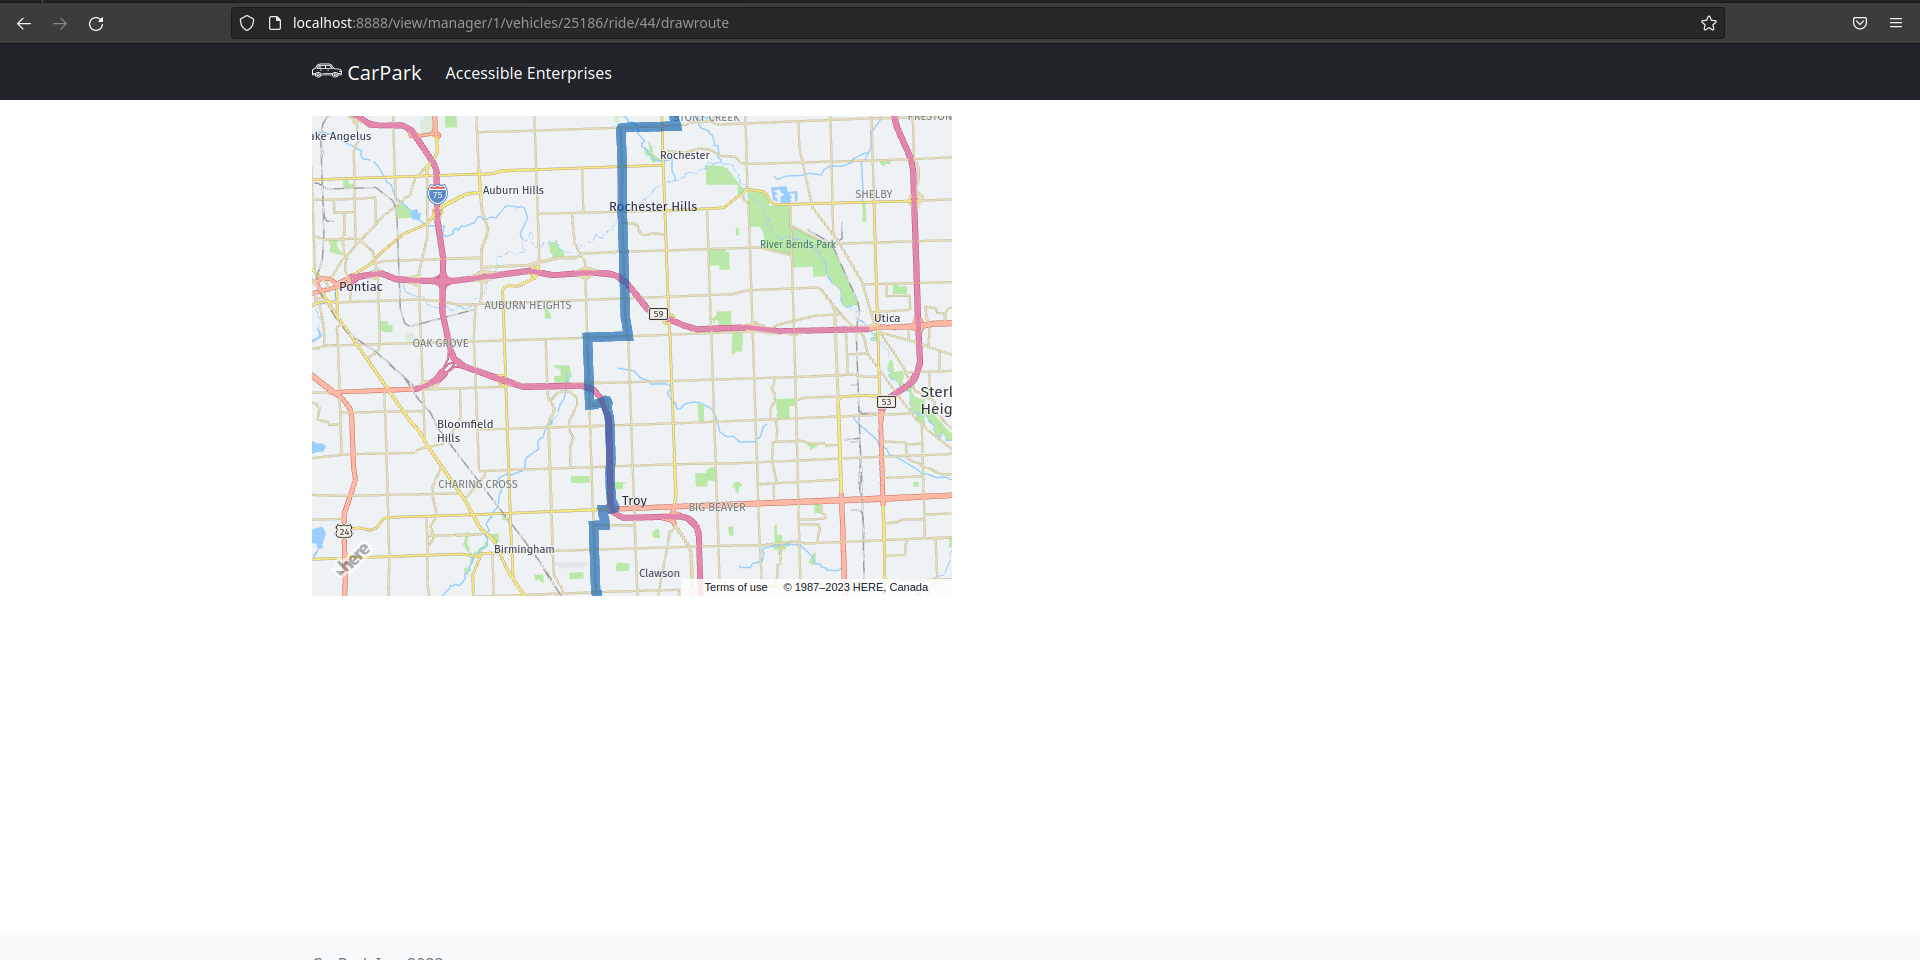 localhost:8888/view/manager/1/vehicles/25186/ride/44/drawroute
CarPark Accessible Enterprises
STONY CREEK
PRESTON
ake Angelus
Rochester
75
Auburn Hills
SHELBY
Rochester Hills
River Bends Park
Pontiac
AUBURN HEIGHTS
59
Utica
OAK GROVE
Sterl
Heig
53
Bloomfield
Hills
CHARING CROSS
Troy
BIG BEAVER
24
Birmingham
here
Clawson
Terms of use © 1987–2023 HERE, Canada